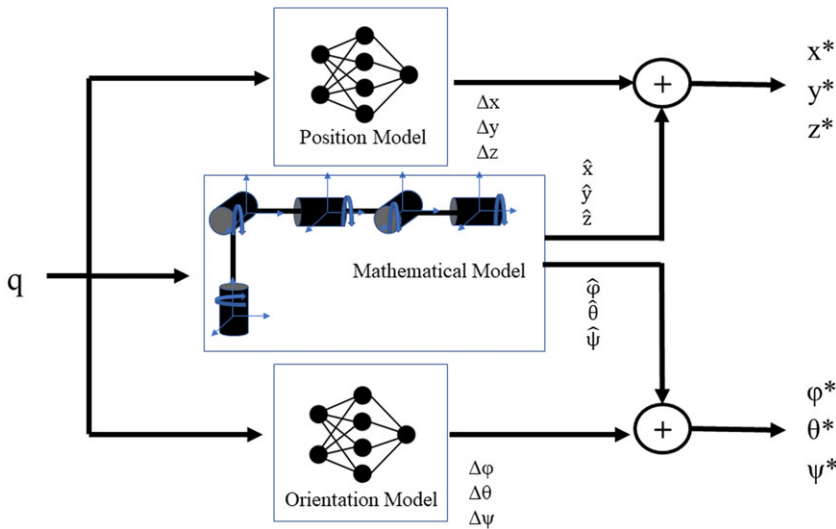 x*
y*
z*
Position Model
Δx
Δy
Δz
+
x̂
ŷ
ẑ
Mathematical Model
q
φ̂
θ̂
ψ̂
Orientation Model
Δφ
Δθ
Δψ
+
φ*
θ*
ψ*